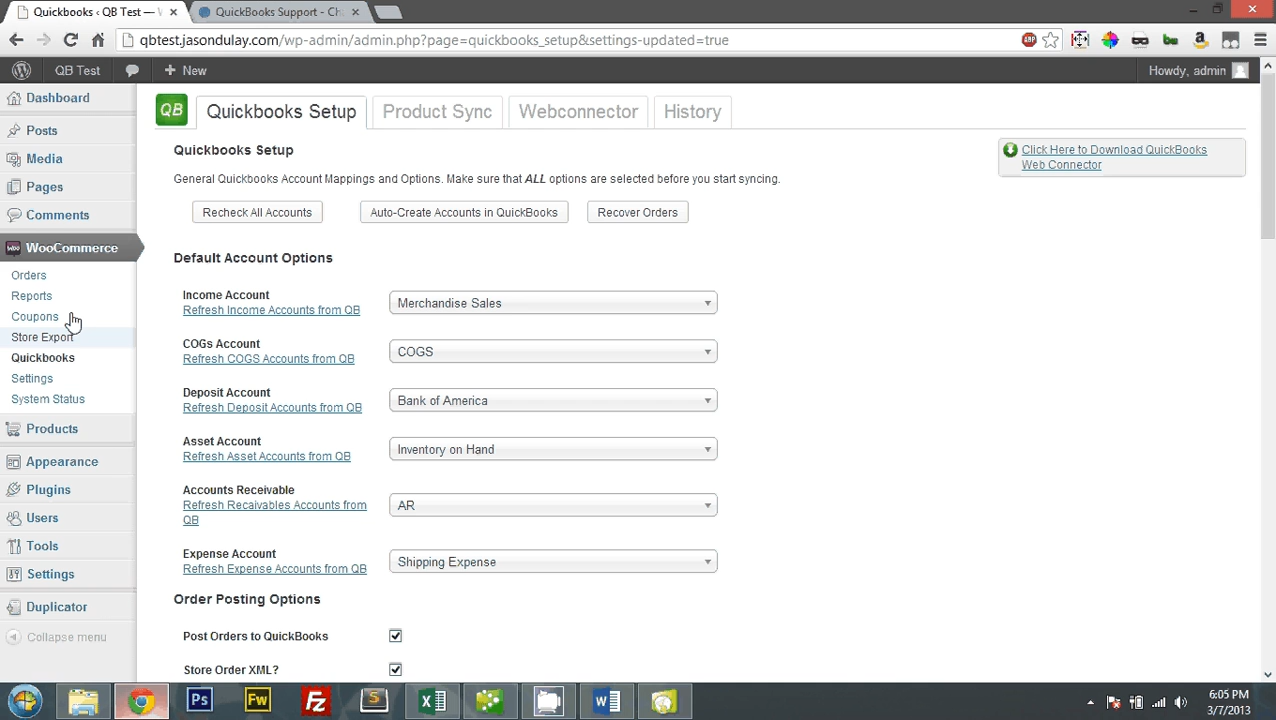 Quickbooks ‹ QB Test — W
QuickBooks Support - Ch
qbtest.jasondulay.com/wp-admin/admin.php?page=quickbooks_setup&settings-updated=true
QB Test
New
Howdy, admin
Dashboard
Posts
Media
Pages
Comments
WooCommerce
Orders
Reports
Coupons
Store Export
Quickbooks
Settings
System Status
Products
Appearance
Plugins
Users
Tools
Settings
Duplicator
Collapse menu
QB
Quickbooks Setup
Product Sync
Webconnector
History
Click Here to Download QuickBooks
Web Connector
Quickbooks Setup
General Quickbooks Account Mappings and Options. Make sure that ALL options are selected before you start syncing.
Recheck All Accounts
Auto-Create Accounts in QuickBooks
Recover Orders
Default Account Options
Income Account
Refresh Income Accounts from QB
Merchandise Sales
COGs Account
Refresh COGS Accounts from QB
COGS
Deposit Account
Refresh Deposit Accounts from QB
Bank of America
Asset Account
Refresh Asset Accounts from QB
Inventory on Hand
Accounts Receivable
Refresh Recaivables Accounts from
QB
AR
Expense Account
Refresh Expense Accounts from QB
Shipping Expense
Order Posting Options
Post Orders to QuickBooks
Store Order XML?
Ps
Fw
Fz
S
6:05 PM
3/7/2013